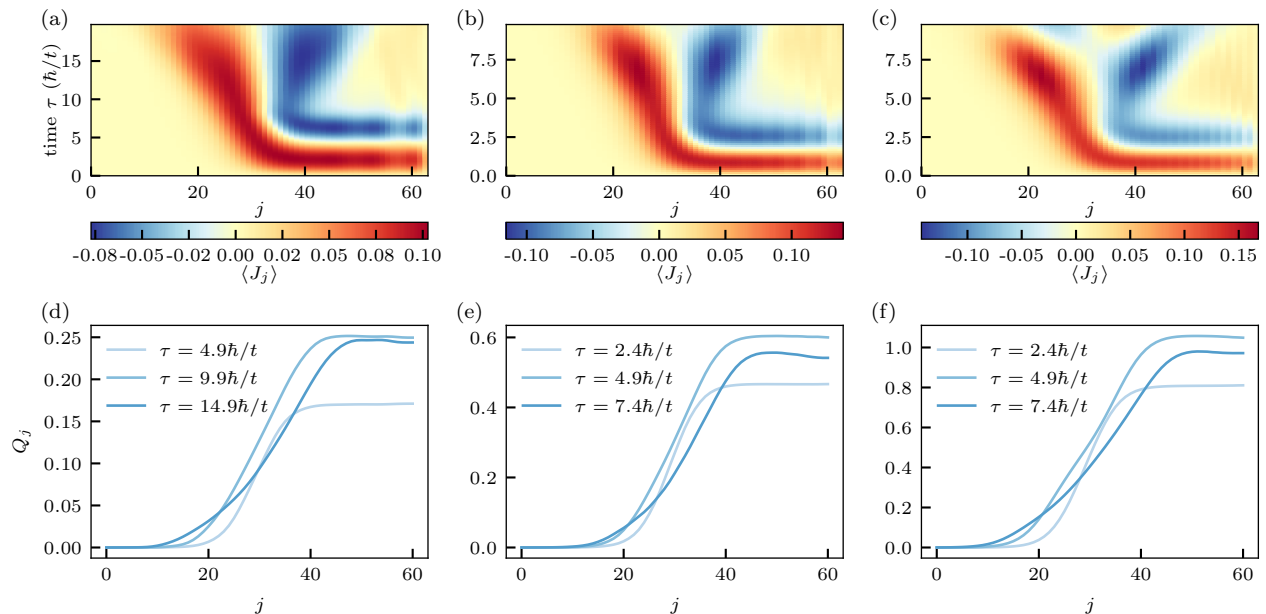 (a) (b) (c)
time τ (ħ/t)
15
10
5
0
0 20 40 60
j
7.5
5.0
2.5
0.0
0 20 40 60
j
7.5
5.0
2.5
0.0
0 20 40 60
j
-0.08 -0.05 -0.02 0.00 0.02 0.05 0.08 0.10
⟨J_j⟩
-0.10 -0.05 0.00 0.05 0.10
⟨J_j⟩
-0.10 -0.05 0.00 0.05 0.10 0.15
⟨J_j⟩
(d) (e) (f)
Q_j
0.25
0.20
0.15
0.10
0.05
0.00
τ = 4.9ħ/t
τ = 9.9ħ/t
τ = 14.9ħ/t
0 20 40 60
j
0.6
0.4
0.2
0.0
τ = 2.4ħ/t
τ = 4.9ħ/t
τ = 7.4ħ/t
0 20 40 60
j
1.0
0.8
0.6
0.4
0.2
0.0
τ = 2.4ħ/t
τ = 4.9ħ/t
τ = 7.4ħ/t
0 20 40 60
j